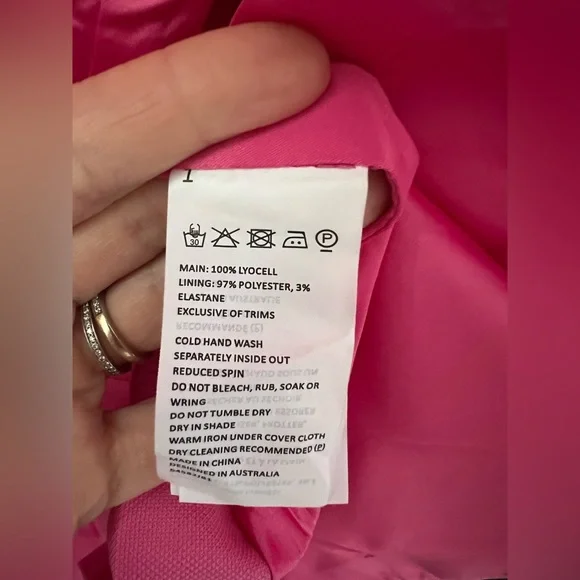 1
30
P
MAIN: 100% LYOCELL
LINING: 97% POLYESTER, 3%
ELASTANE
EXCLUSIVE OF TRIMS
COLD HAND WASH
SEPARATELY INSIDE OUT
REDUCED SPIN
DO NOT BLEACH, RUB, SOAK OR
WRING
DO NOT TUMBLE DRY
DRY IN SHADE
WARM IRON UNDER COVER CLOTH
DRY CLEANING RECOMMENDED (P)
MADE IN CHINA
DESIGNED IN AUSTRALIA